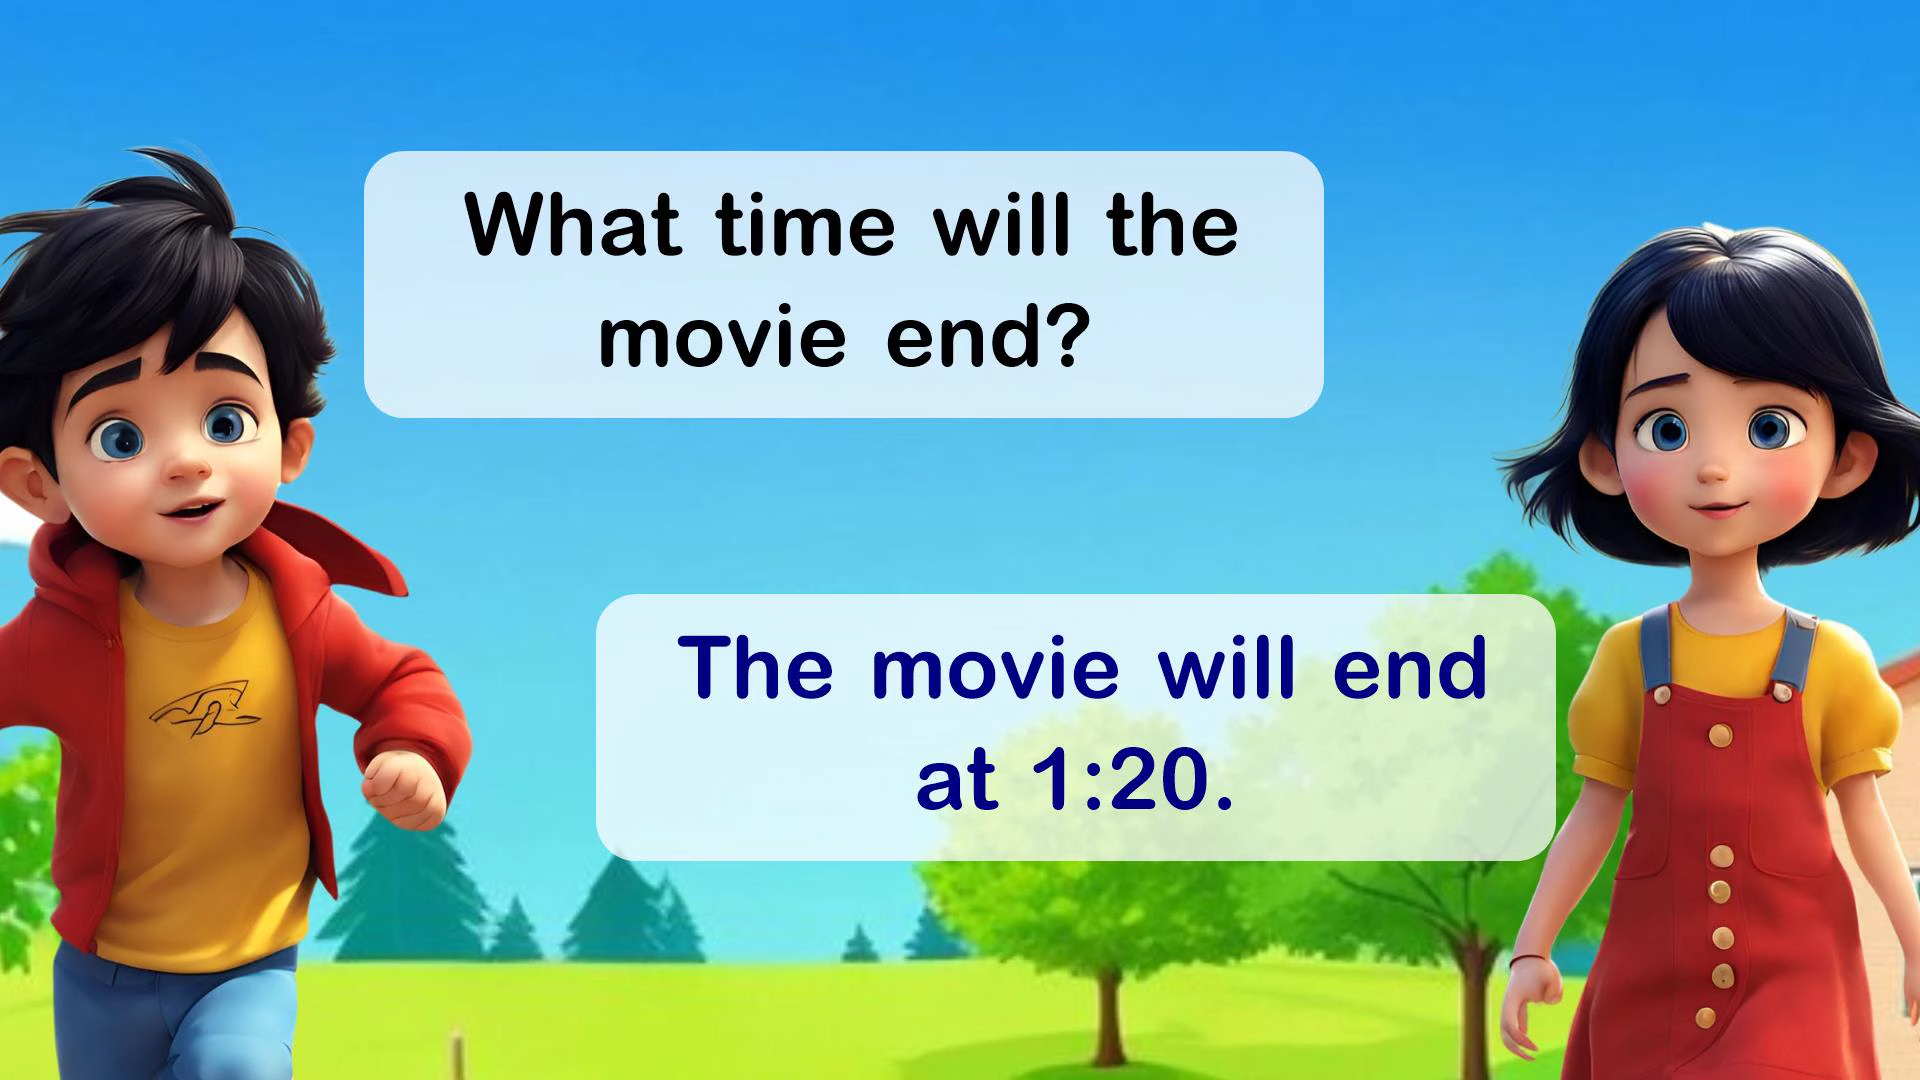 What time will the
movie end?
The movie will end
at 1:20.